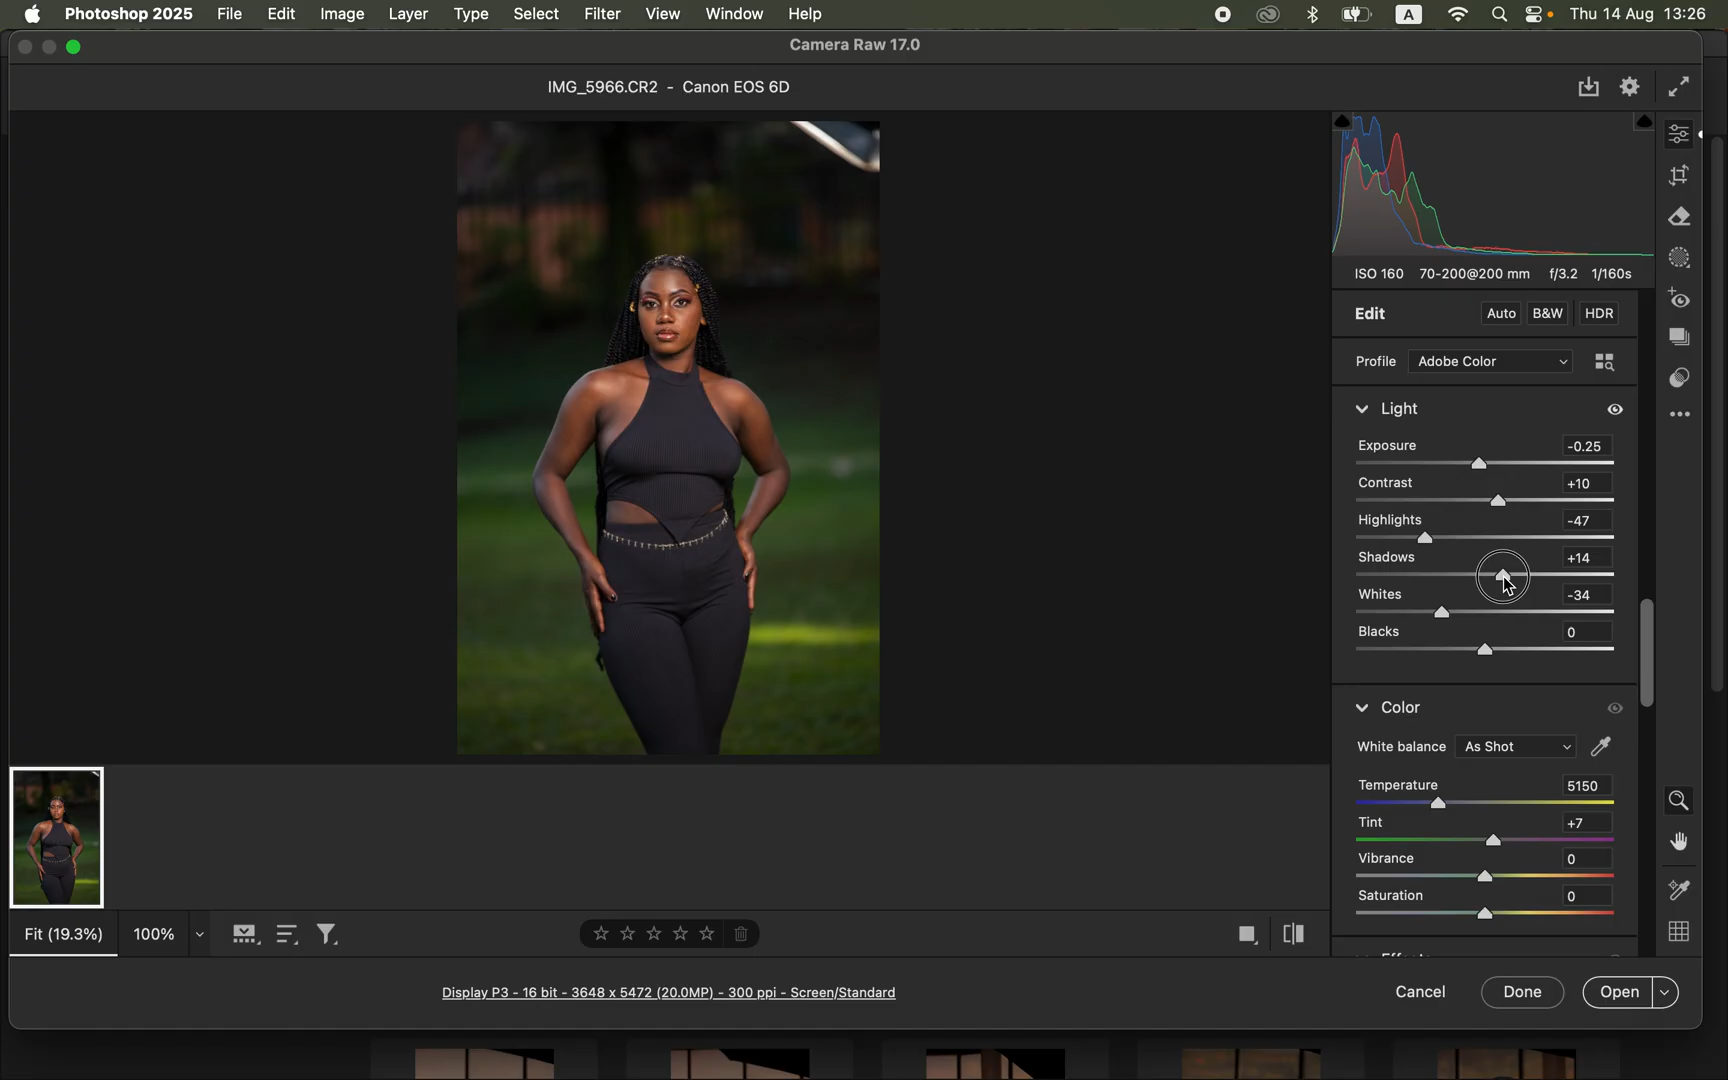 Photoshop 2025 File Edit Image Layer Type Select Filter View Window Help A Thu 14 Aug 13:26
Camera Raw 17.0
IMG_5966.CR2 - Canon EOS 6D
ISO 160 70-200@200 mm f/3.2 1/160s
Edit Auto B&W HDR
Profile Adobe Color
Light
Exposure -0.25
Contrast +10
Highlights -47
Shadows +14
Whites -34
Blacks 0
Color
White balance As Shot
Temperature 5150
Tint +7
Vibrance 0
Saturation 0
Fit (19.3%) 100%
Display P3 - 16 bit - 3648 x 5472 (20.0MP) - 300 ppi - Screen/Standard
Cancel Done Open